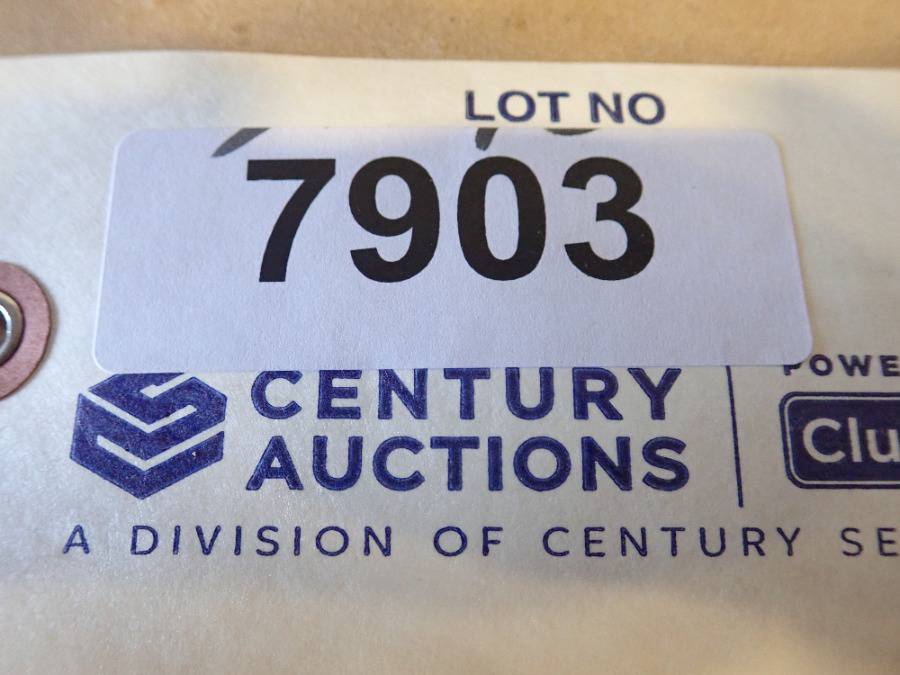 LOT NO
7903
CENTURY
AUCTIONS
A DIVISION OF CENTURY